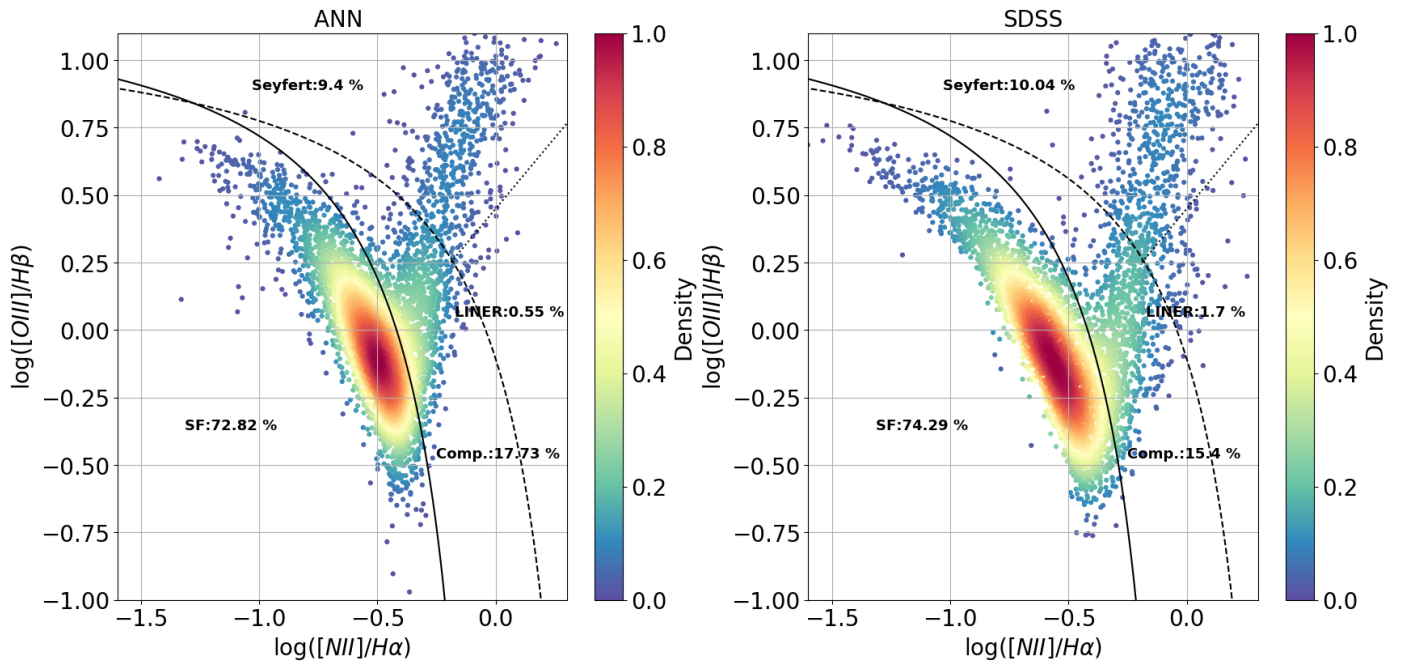 ANN
1.00
0.75
0.50
0.25
0.00
−0.25
−0.50
−0.75
−1.00
log([OIII]/Hβ)
Seyfert:9.4 %
LINER:0.55 %
SF:72.82 %
Comp.:17.73 %
−1.5
−1.0
−0.5
0.0
log([NII]/Hα)
1.0
0.8
0.6
0.4
0.2
0.0
Density
SDSS
1.00
0.75
0.50
0.25
0.00
−0.25
−0.50
−0.75
−1.00
log([OIII]/Hβ)
Seyfert:10.04 %
LINER:1.7 %
SF:74.29 %
Comp.:15.4 %
−1.5
−1.0
−0.5
0.0
log([NII]/Hα)
1.0
0.8
0.6
0.4
0.2
0.0
Density